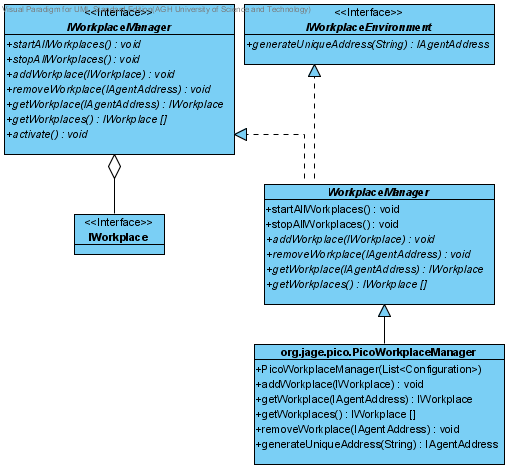 Visual Paradigm for UML Standard Edition(AGH University of Science and Technology)
<<Interface>>
IWorkplaceManager
+startAllWorkplaces() : void
+stopAllWorkplaces() : void
+addWorkplace(IWorkplace) : void
+removeWorkplace(IAgentAddress) : void
+getWorkplace(IAgentAddress) : IWorkplace
+getWorkplaces() : IWorkplace []
+activate() : void
<<Interface>>
IWorkplaceEnvironment
+generateUniqueAddress(String) : IAgentAddress
<<Interface>>
IWorkplace
WorkplaceManager
+startAllWorkplaces() : void
+stopAllWorkplaces() : void
+addWorkplace(IWorkplace) : void
+removeWorkplace(IAgentAddress) : void
+getWorkplace(IAgentAddress) : IWorkplace
+getWorkplaces() : IWorkplace []
org.jage.pico.PicoWorkplaceManager
+PicoWorkplaceManager(List<Configuration>)
+addWorkplace(IWorkplace) : void
+getWorkplace(IAgentAddress) : IWorkplace
+getWorkplaces() : IWorkplace []
+removeWorkplace(IAgentAddress) : void
+generateUniqueAddress(String) : IAgentAddress